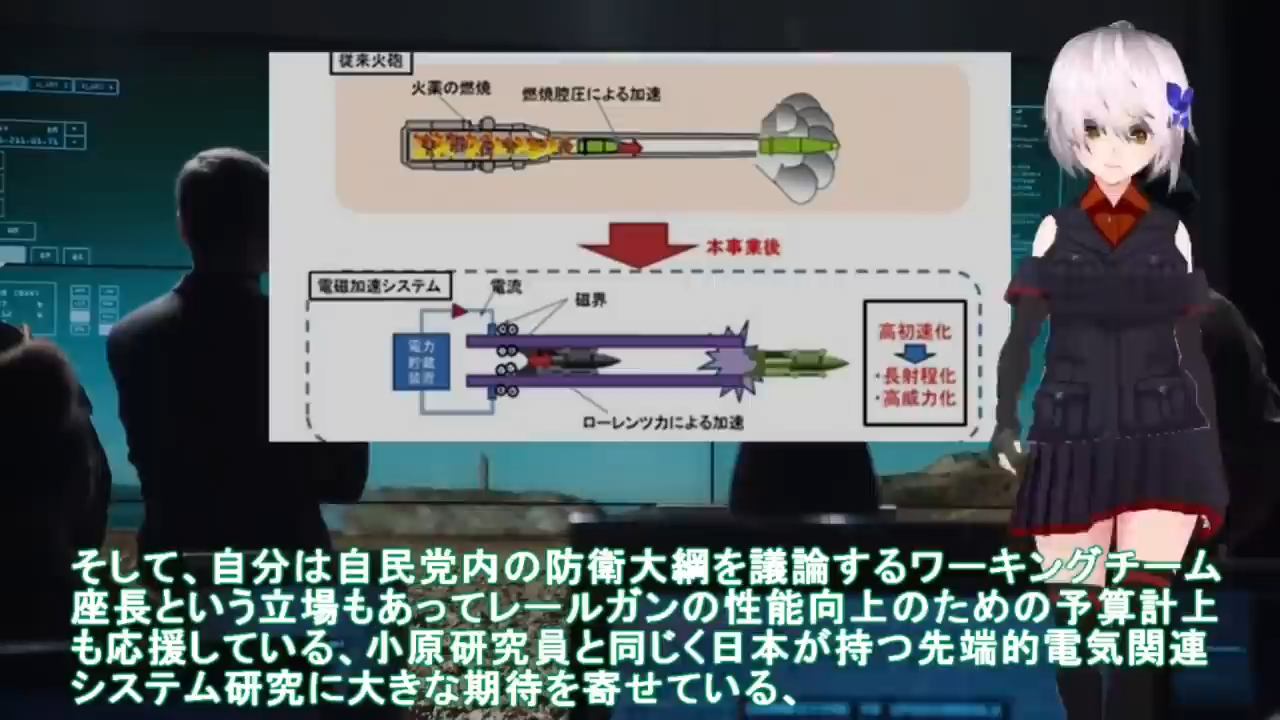 従来火砲
火薬の燃焼
燃焼腔圧による加速
本事業後
電磁加速システム
電流
磁界
電力
貯蔵
装置
高初速化
・長射程化
・高威力化
ローレンツ力による加速
そして、自分は自民党内の防衛大綱を議論するワーキングチーム
座長という立場もあってレールガンの性能向上のための予算計上
も応援している、小原研究員と同じく日本が持つ先端的電気関連
システム研究に大きな期待を寄せている、